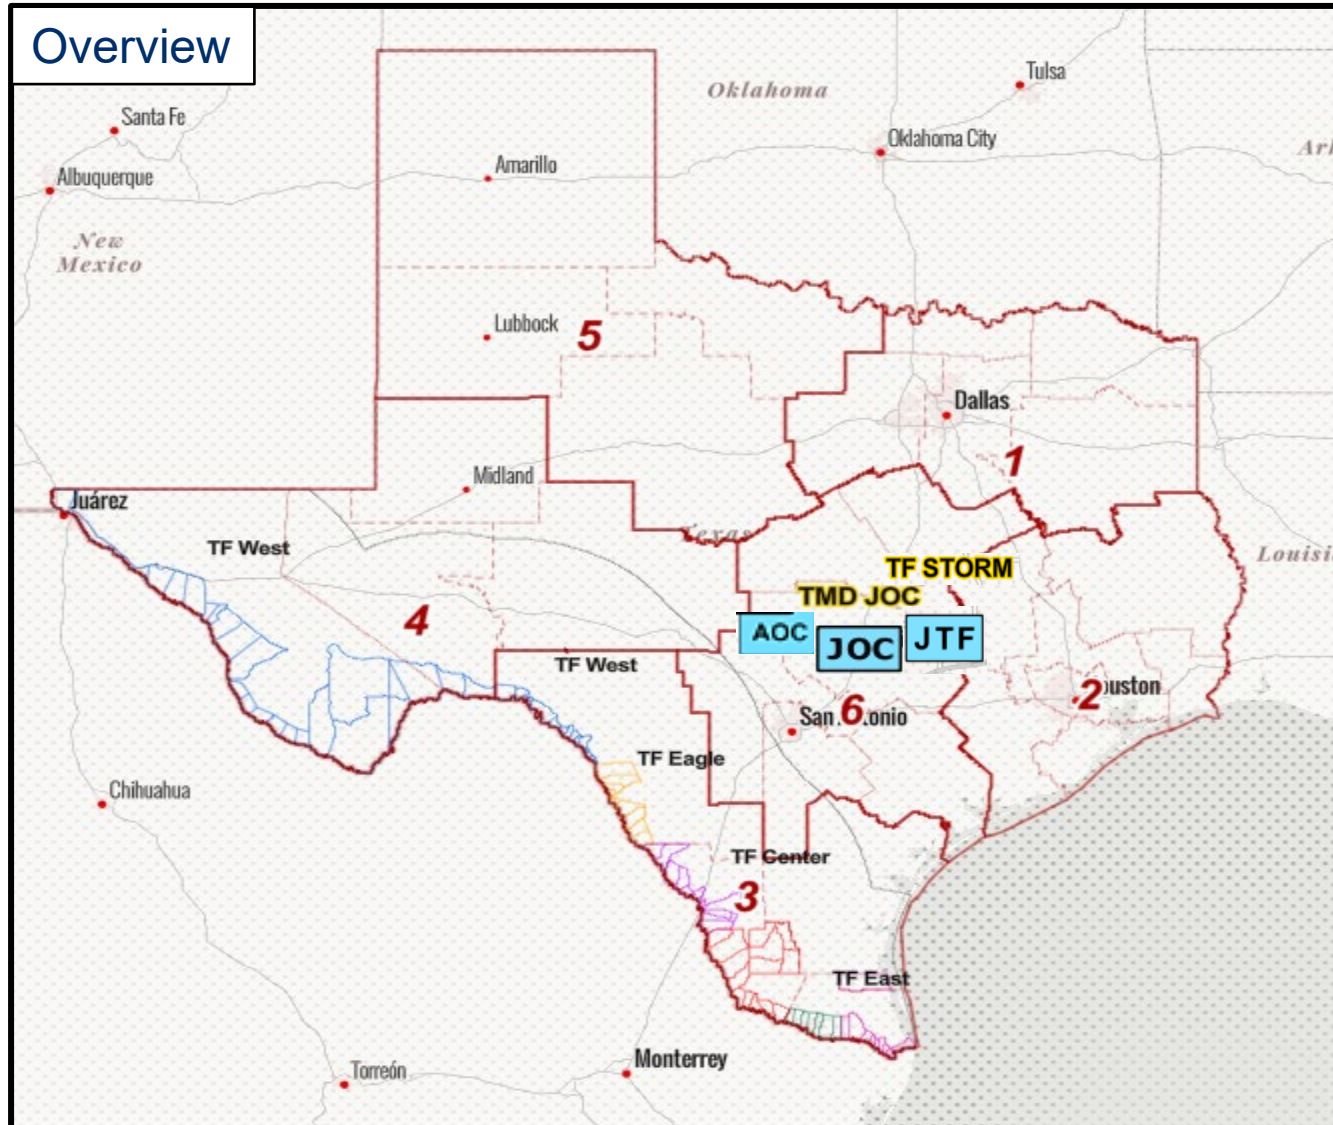 Overview
Tulsa
Oklahoma
Santa Fe
Oklahoma City
Amarillo
Albuquerque
New
Mexico
Lubbock
5
Dallas
1
Midland
Juárez
Texas
TF West
TF STORM
TMD JOC
4
AOC
JOC
JTF
TF West
2
6
TF Eagle
Chihuahua
TF Center
3
TF East
Monterrey
Torreón